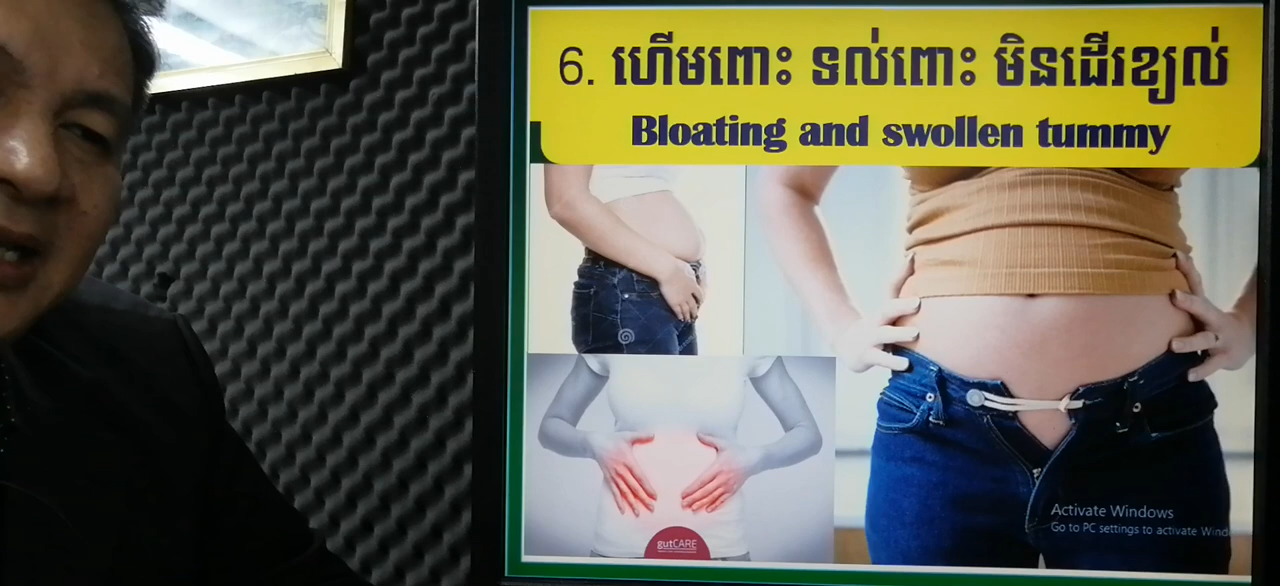 6. ហើមពោះ ទល់ពោះ មិនដើរខ្យល់
Bloating and swollen tummy
gutCARE
Activate Windows
Go to PC settings to activate Wind